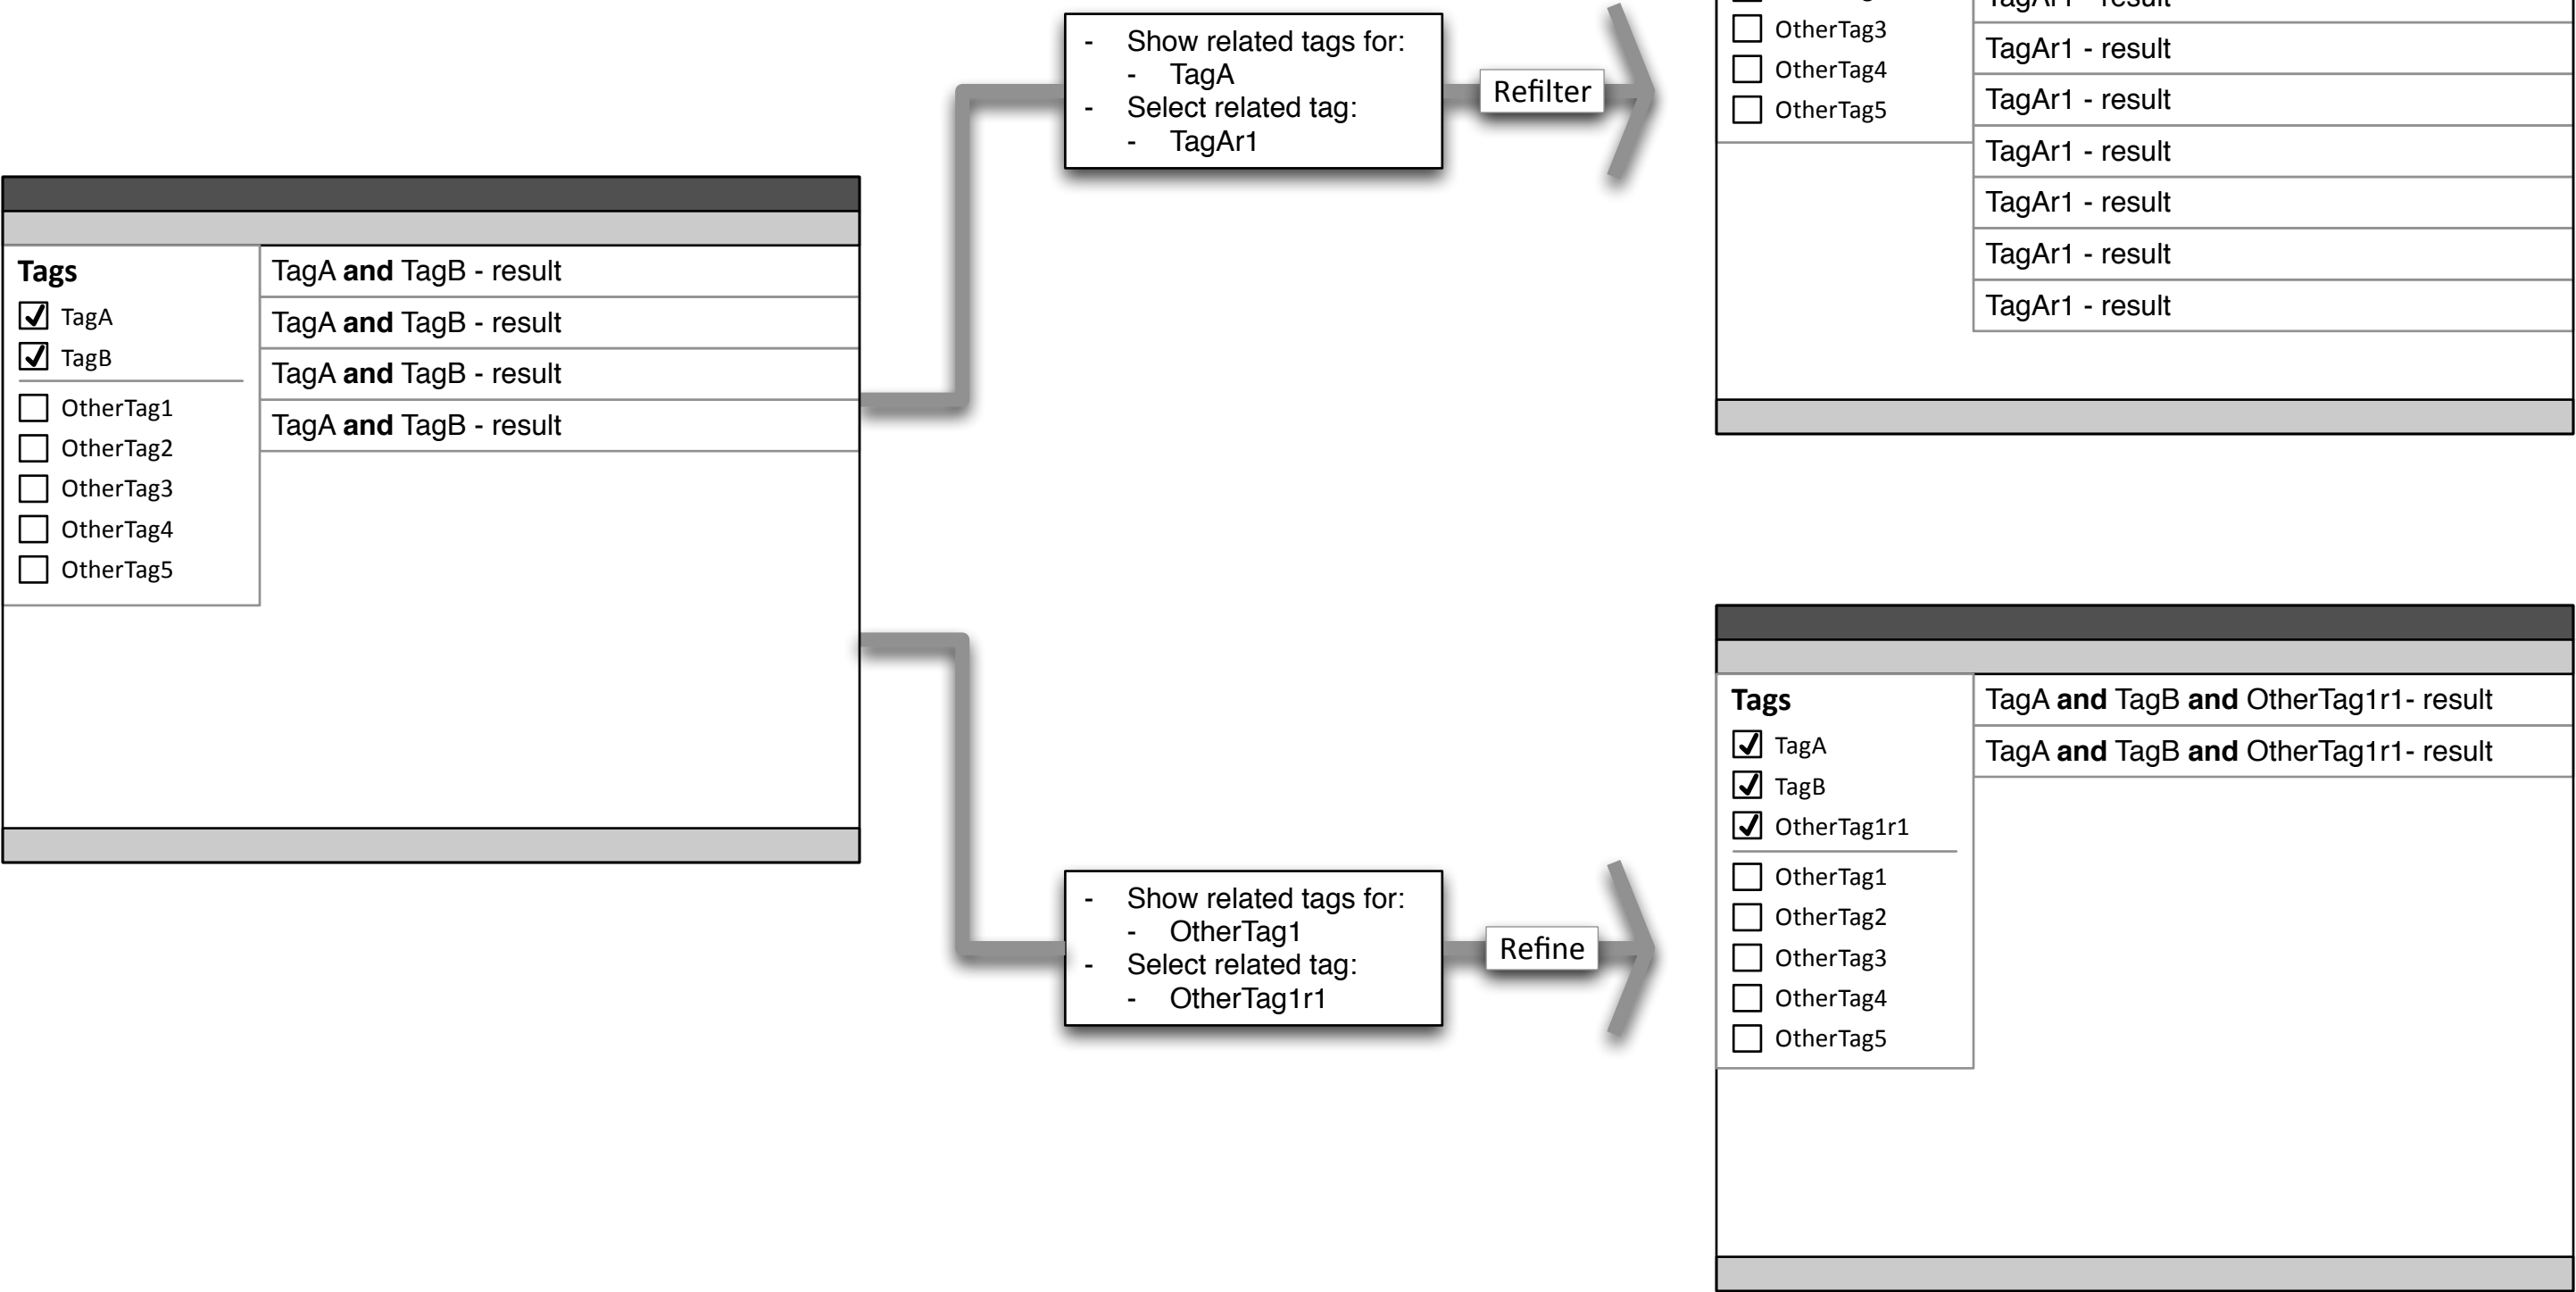 - Show related tags for:
- TagA
- Select related tag:
- TagAr1
Refilter
OtherTag3
OtherTag4
OtherTag5
TagAr1 - result
TagAr1 - result
TagAr1 - result
TagAr1 - result
TagAr1 - result
TagAr1 - result
TagAr1 - result
Tags
TagA
TagB
OtherTag1
OtherTag2
OtherTag3
OtherTag4
OtherTag5
TagA and TagB - result
TagA and TagB - result
TagA and TagB - result
TagA and TagB - result
- Show related tags for:
- OtherTag1
- Select related tag:
- OtherTag1r1
Refine
Tags
TagA
TagB
OtherTag1r1
OtherTag1
OtherTag2
OtherTag3
OtherTag4
OtherTag5
TagA and TagB and OtherTag1r1- result
TagA and TagB and OtherTag1r1- result